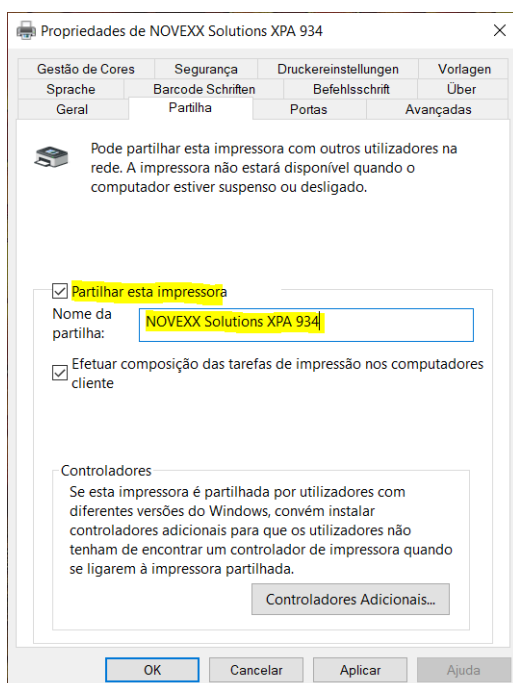 Propriedades de NOVEXX Solutions XPA 934
Gestão de Cores Segurança Druckereinstellungen Vorlagen
Sprache Barcode Schriften Befehlsschrift Über
Geral Partilha Portas Avançadas
Pode partilhar esta impressora com outros utilizadores na
rede. A impressora não estará disponível quando o
computador estiver suspenso ou desligado.
Partilhar esta impressora
Nome da
partilha:
NOVEXX Solutions XPA 934
Efetuar composição das tarefas de impressão nos computadores
cliente
Controladores
Se esta impressora é partilhada por utilizadores com
diferentes versões do Windows, convém instalar
controladores adicionais para que os utilizadores não
tenham de encontrar um controlador de impressora quando
se ligarem à impressora partilhada.
Controladores Adicionais...
OK Cancelar Aplicar Ajuda